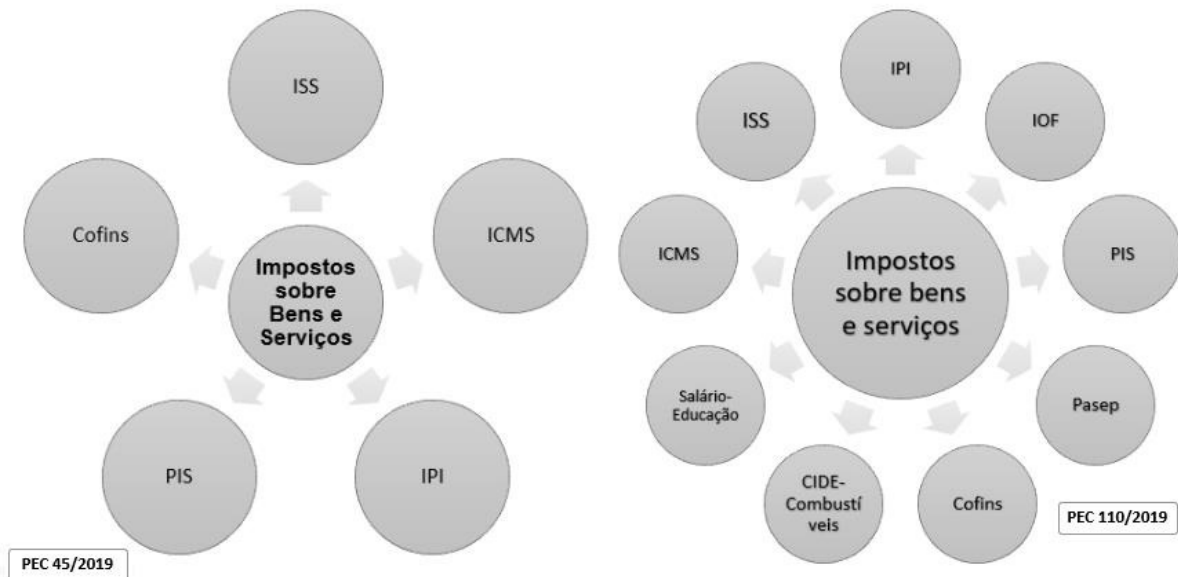 ISS
Cofins
ICMS
Impostos
sobre
Bens e
Serviços
PIS
IPI
PEC 45/2019
IPI
ISS
IOF
ICMS
PIS
Impostos
sobre bens
e serviços
Salário-
Educação
Pasep
CIDE-
Combustí
veis
Cofins
PEC 110/2019